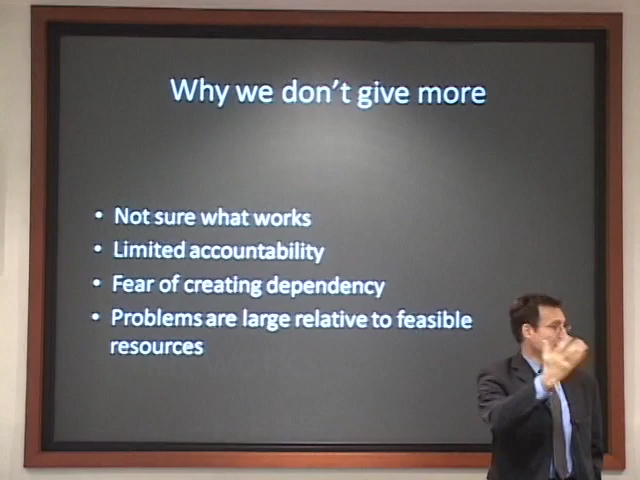 Why we don't give more
• Not sure what works
• Limited accountability
• Fear of creating dependency
• Problems are large relative to feasible
resources